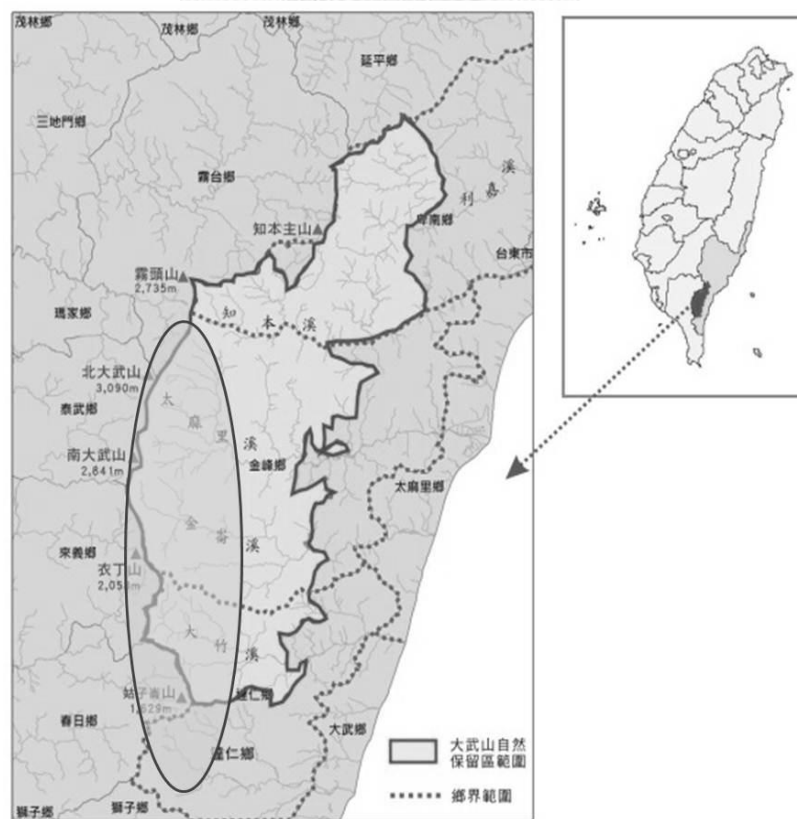 茂林鄉
茂林鄉
茂林鄉
延平鄉
三地門鄉
霧台鄉
利嘉溪
卑南鄉
知本主山
台東市
霧頭山
2,735m
瑪家鄉
知本溪
北大武山
3,090m
泰武鄉
太麻里溪
南大武山
2,841m
金峰鄉
太麻里鄉
金崙溪
來義鄉
衣丁山
大竹溪
姑子崙山
1,629m
達仁鄉
春日鄉
大武鄉
達仁鄉
獅子鄉
獅子鄉
大武山自然
保留區範圍
鄉界範圍